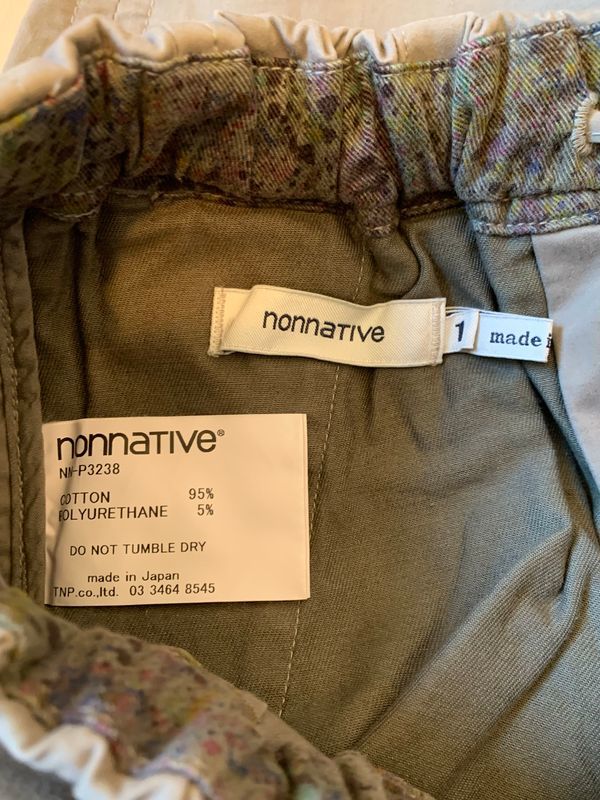 nonnative
1 made
nonnative®
NN-P3238
COTTON 95%
POLYURETHANE 5%
DO NOT TUMBLE DRY
made in Japan
TNP.co.,ltd. 03 3464 8545